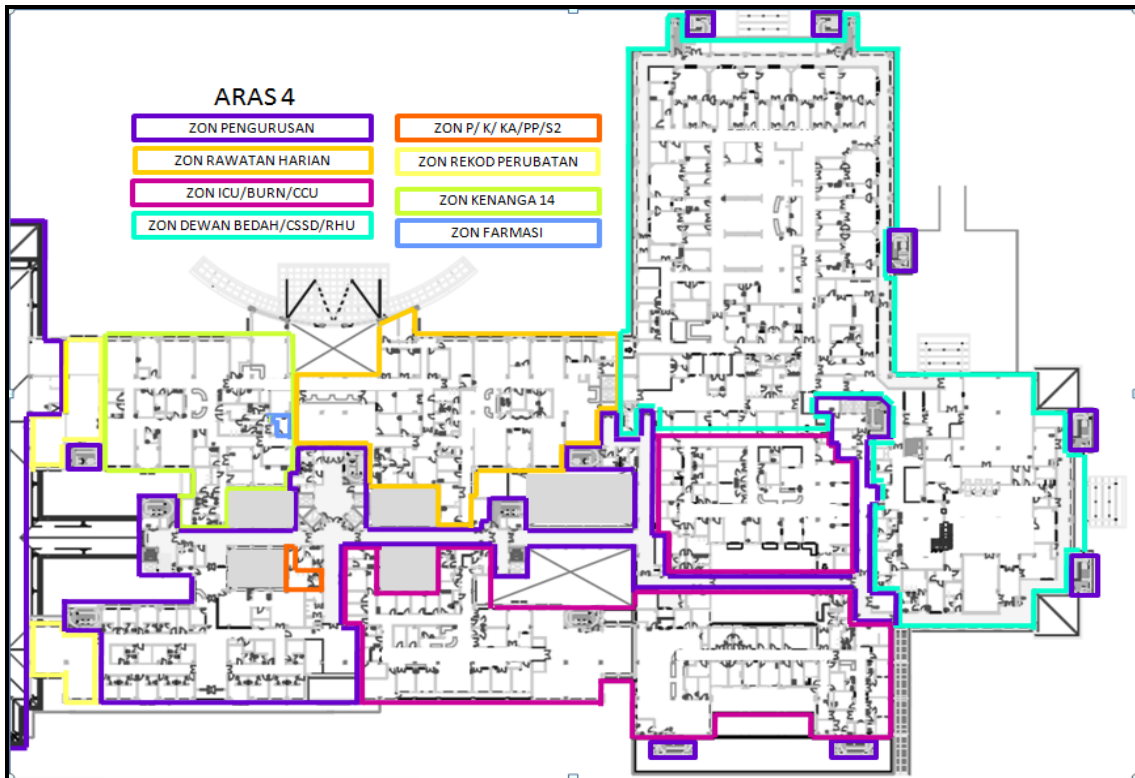 ARAS 4
ZON PENGURUSAN
ZON RAWATAN HARIAN
ZON ICU/BURN/CCU
ZON DEWAN BEDAH/CSSD/RHU
ZON P/ K/ KA/PP/S2
ZON REKOD PERUBATAN
ZON KENANGA 14
ZON FARMASI